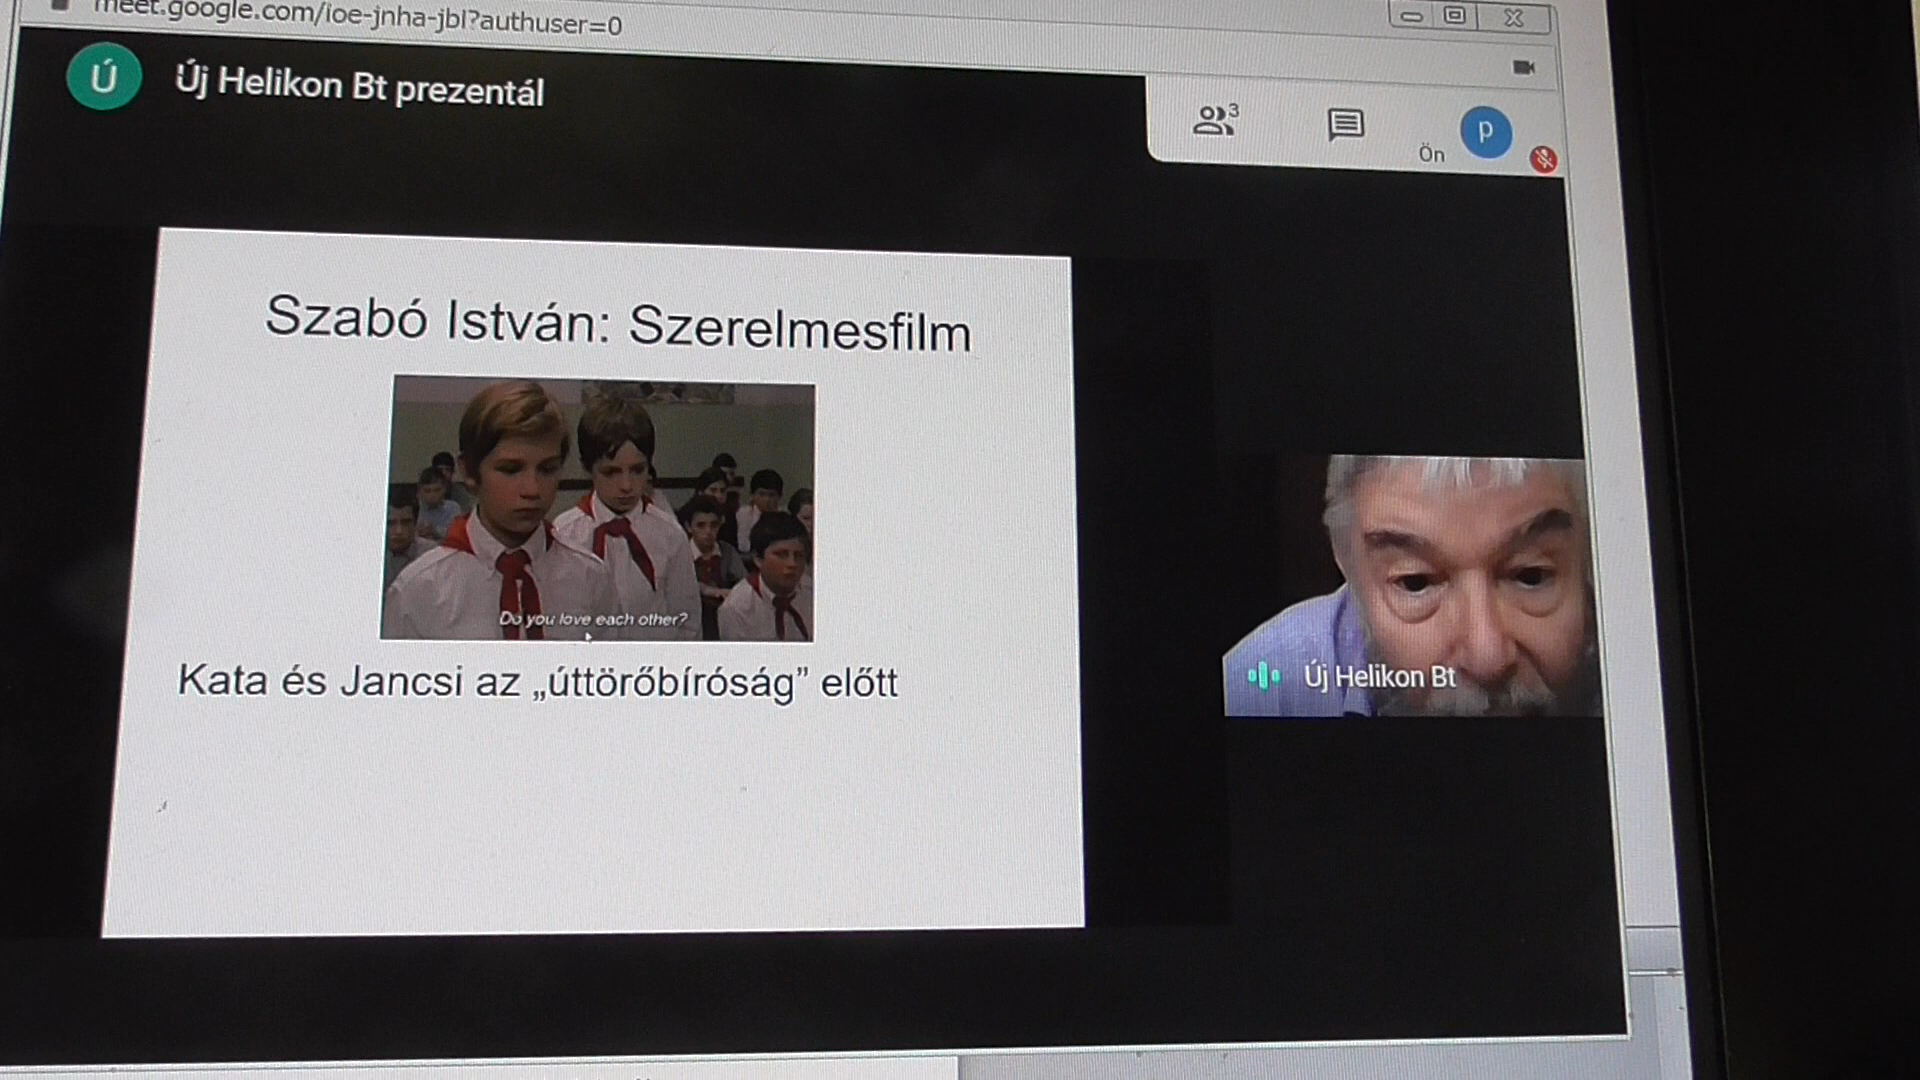 meet.google.com/ioe-jnha-jbl?authuser=0
Ú
Új Helikon Bt prezentál
3
Ön
p
Szabó István: Szerelmesfilm
Do you love each other?
Kata és Jancsi az „úttörőbíróság” előtt
Új Helikon Bt